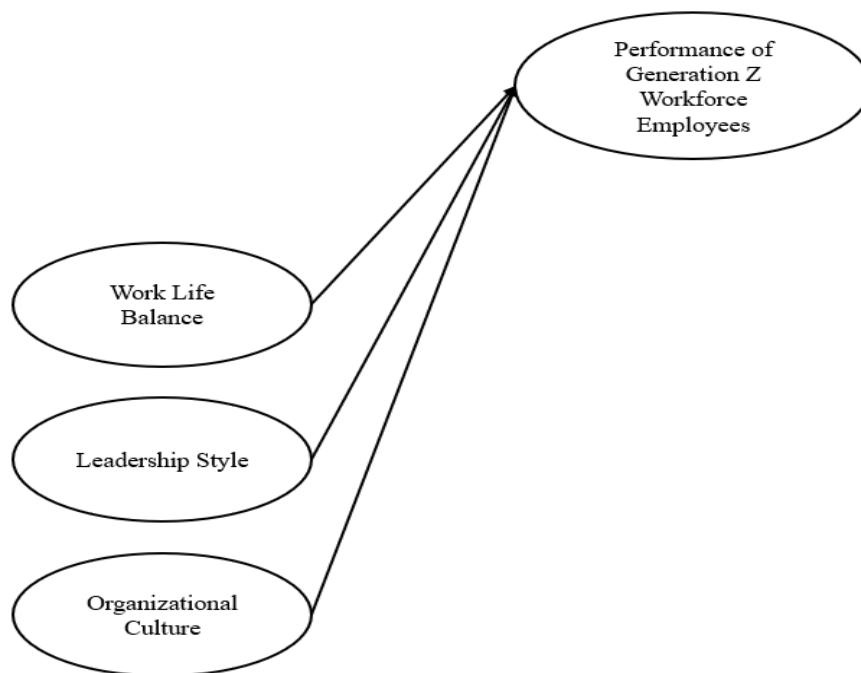 Performance of
Generation Z
Workforce
Employees
Work Life
Balance
Leadership Style
Organizational
Culture